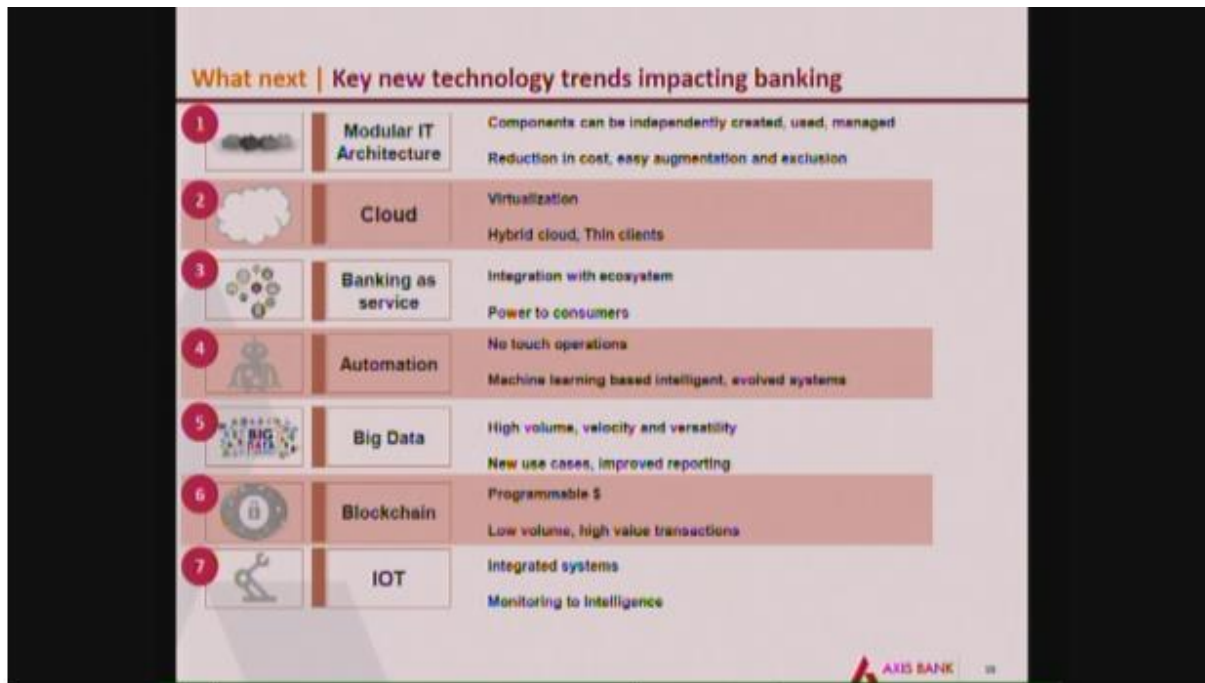 What next | Key new technology trends impacting banking
1
Modular IT
Architecture
Components can be independently created, used, managed
Reduction in cost, easy augmentation and exclusion
2
Cloud
Virtualization
Hybrid cloud, Thin clients
3
Banking as
service
Integration with ecosystem
Power to consumers
4
Automation
No touch operations
Machine learning based intelligent, evolved systems
5
BIG
DATA
Big Data
High volume, velocity and versatility
New use cases, improved reporting
6
Blockchain
Programmable $
Low volume, high value transactions
7
IOT
Integrated systems
Monitoring to Intelligence
AXIS BANK